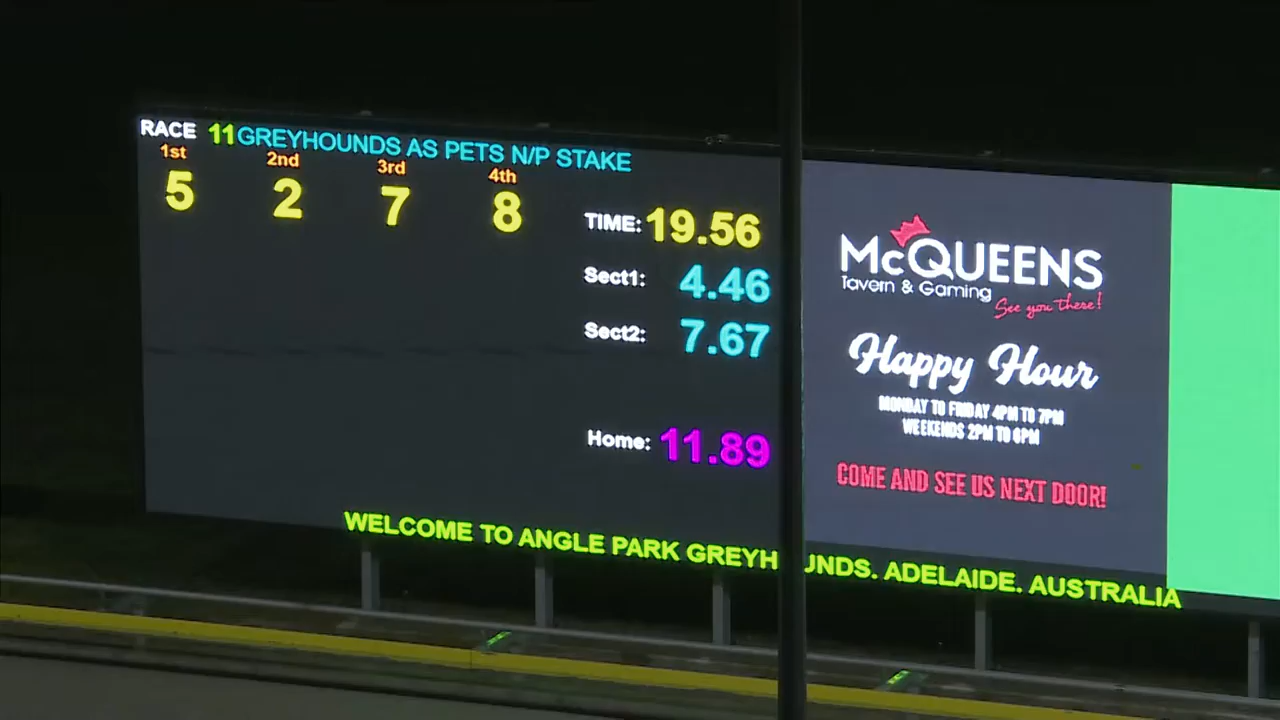 RACE 11 GREYHOUNDS AS PETS N/P STAKE
1st 2nd 3rd 4th
5 2 7 8
TIME: 19.56
Sect1: 4.46
Sect2: 7.67
Home: 11.89
McQUEENS
Tavern & Gaming
See you there!
Happy Hour
MONDAY TO FRIDAY 4PM TO 7PM
WEEKENDS 2PM TO 6PM
COME AND SEE US NEXT DOOR!
WELCOME TO ANGLE PARK GREYH UNDS. ADELAIDE. AUSTRALIA